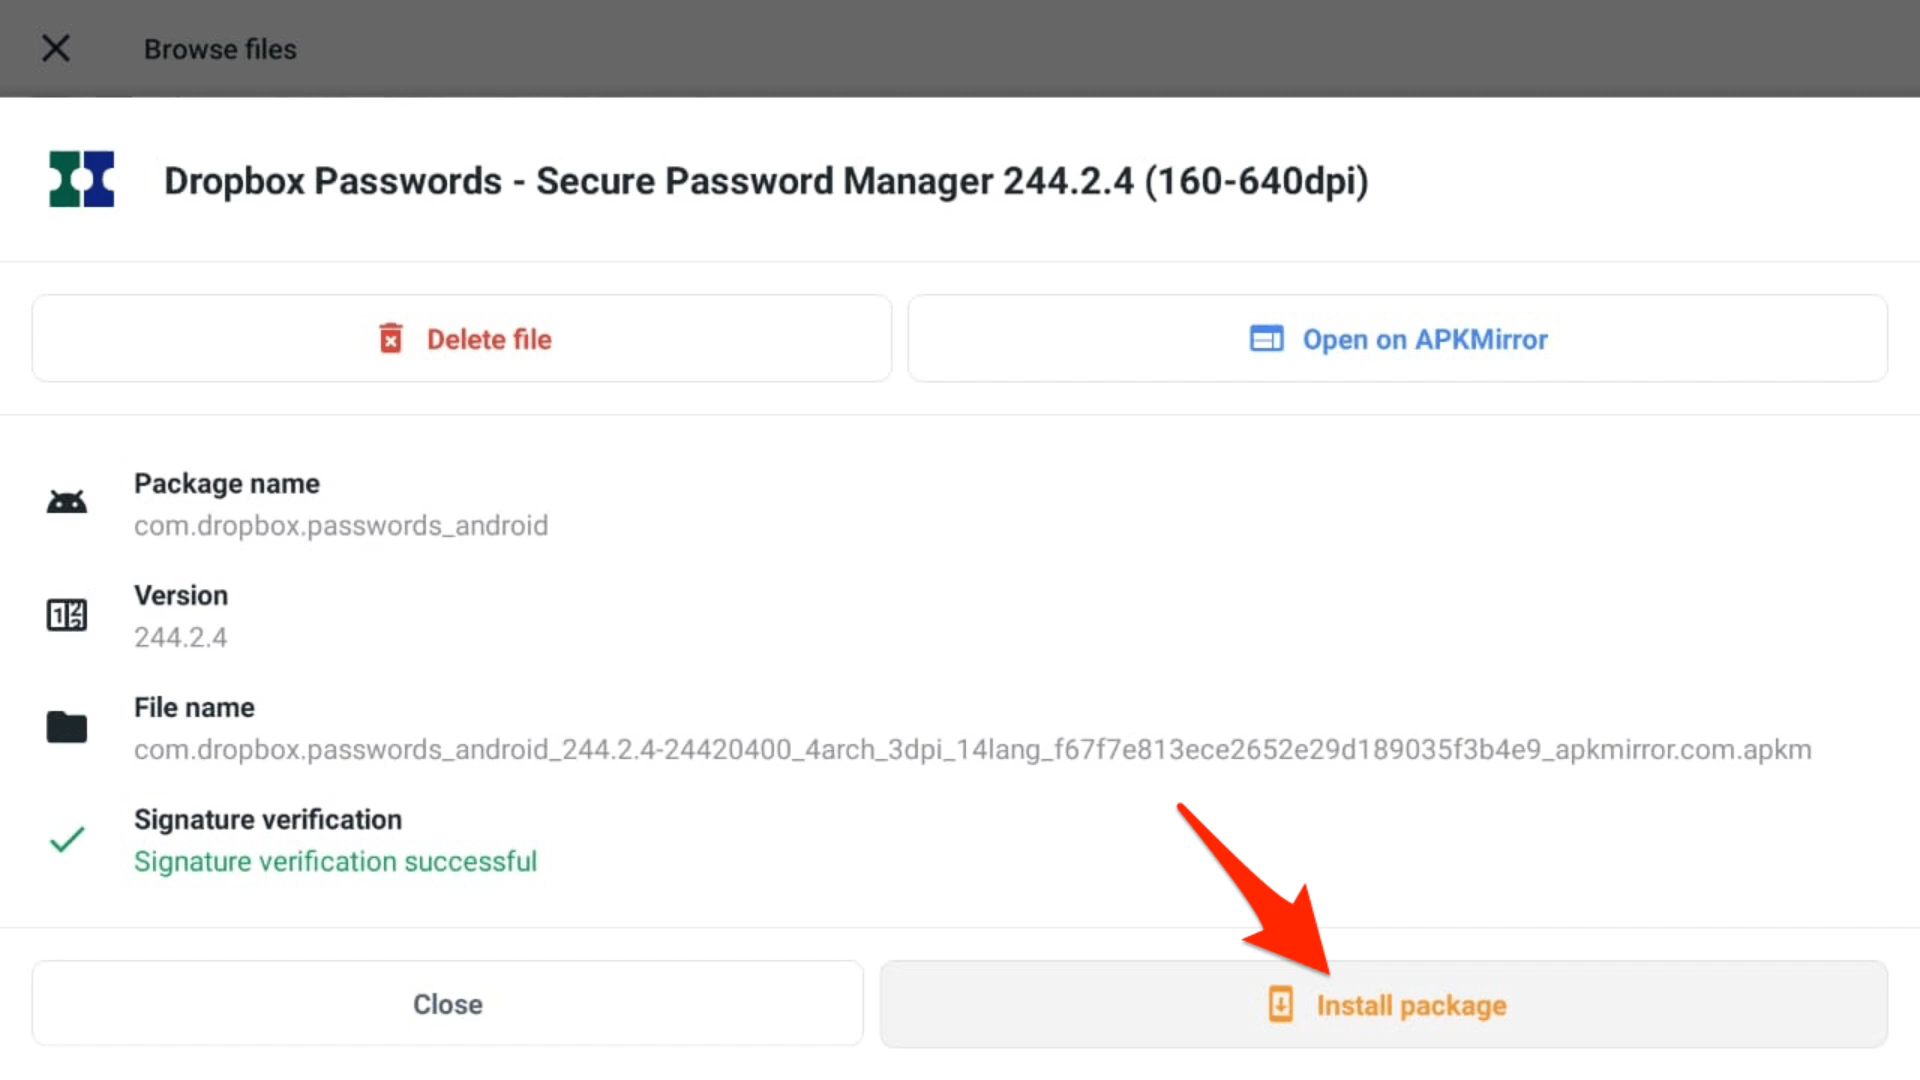 Browse files
Dropbox Passwords - Secure Password Manager 244.2.4 (160-640dpi)
Delete file
Open on APKMirror
Package name
com.dropbox.passwords_android
Version
244.2.4
File name
com.dropbox.passwords_android_244.2.4-24420400_4arch_3dpi_14lang_f67f7e813ece2652e29d189035f3b4e9_apkmirror.com.apkm
Signature verification
Signature verification successful
Close
Install package